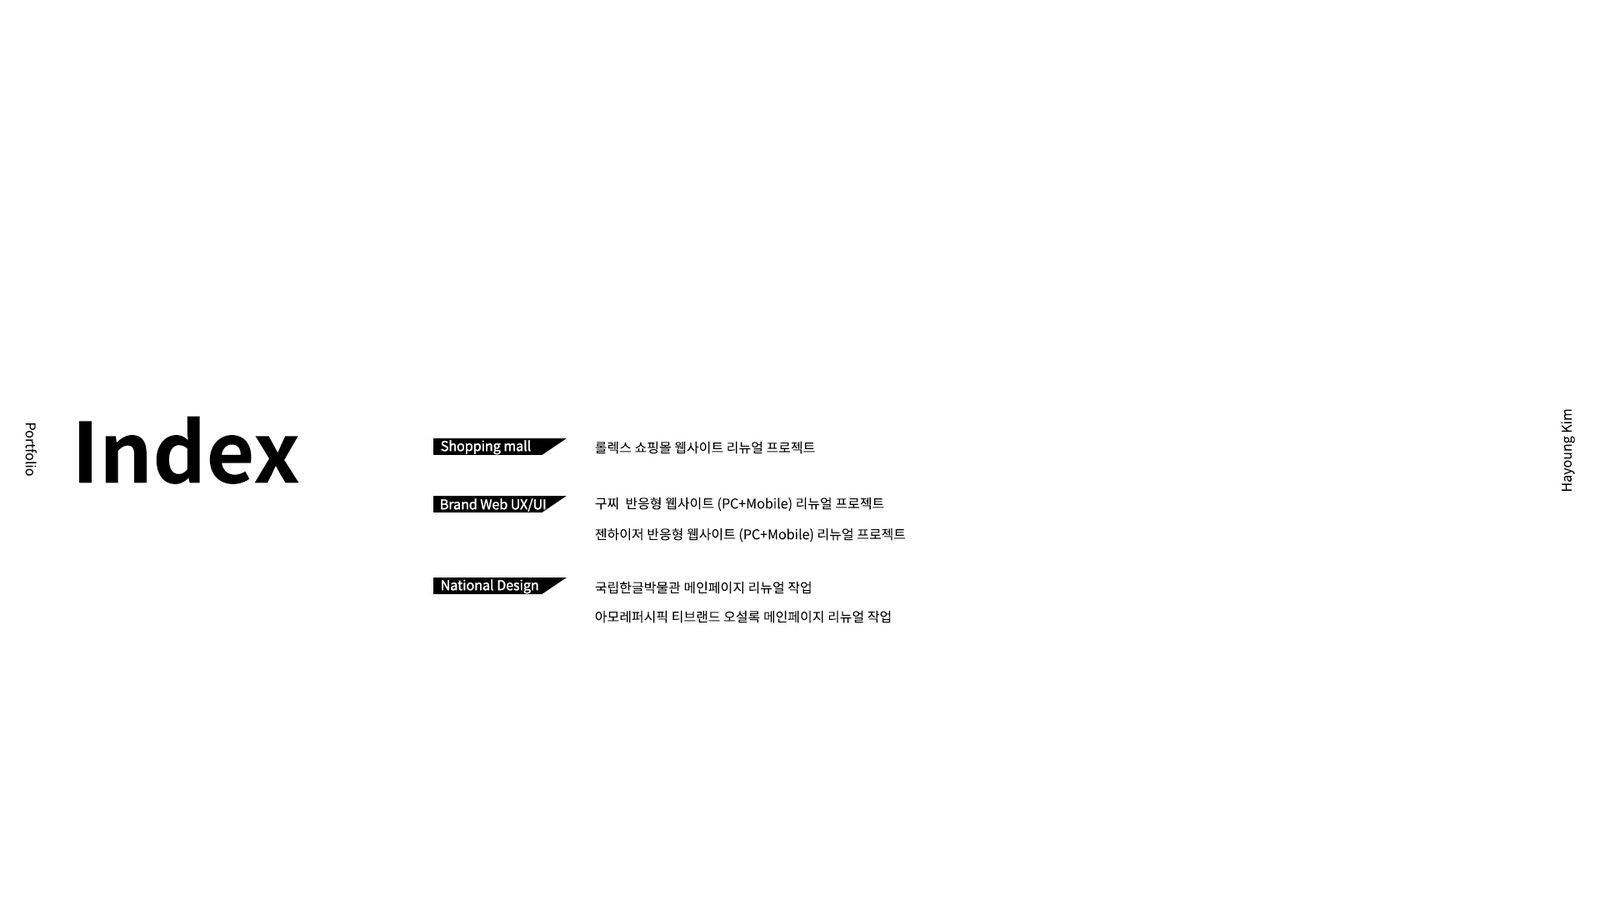 Portfolio
Index
Shopping mall
롤렉스 쇼핑몰 웹사이트 리뉴얼 프로젝트
Brand Web UX/UI
구찌 반응형 웹사이트 (PC+Mobile) 리뉴얼 프로젝트
젠하이저 반응형 웹사이트 (PC+Mobile) 리뉴얼 프로젝트
National Design
국립한글박물관 메인페이지 리뉴얼 작업
아모레퍼시픽 티브랜드 오설록 메인페이지 리뉴얼 작업
Hayoung Kim